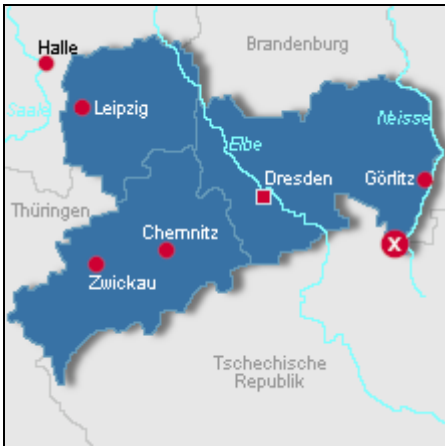 Halle
Brandenburg
Saale
Leipzig
Neisse
Elbe
Dresden
Görlitz
Thüringen
Chemnitz
X
Zwickau
Tschechische
Republik